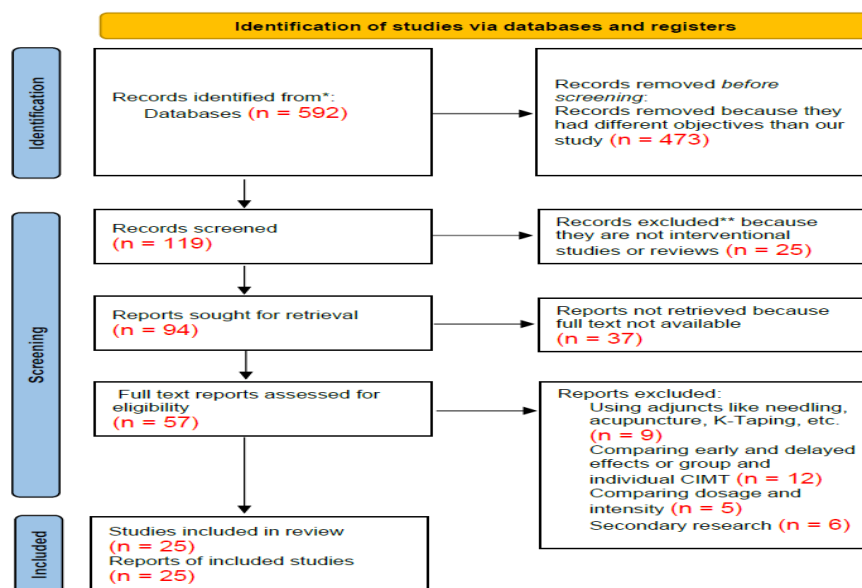 Identification of studies via databases and registers
Identification
Records identified from*:
Databases (n = 592)
Records removed before
screening:
Records removed because they
had different objectives than our
study (n = 473)
Screening
Records screened
(n = 119)
Records excluded** because
they are not interventional
studies or reviews (n = 25)
Reports sought for retrieval
(n = 94)
Reports not retrieved because
full text not available
(n = 37)
Full text reports assessed for
eligibility
(n = 57)
Reports excluded:
Using adjuncts like needling,
acupuncture, K-Taping, etc.
(n = 9)
Comparing early and delayed
effects or group and
individual CIMT (n = 12)
Comparing dosage and
intensity (n = 5)
Secondary research (n = 6)
Included
Studies included in review
(n = 25)
Reports of included studies
(n = 25)